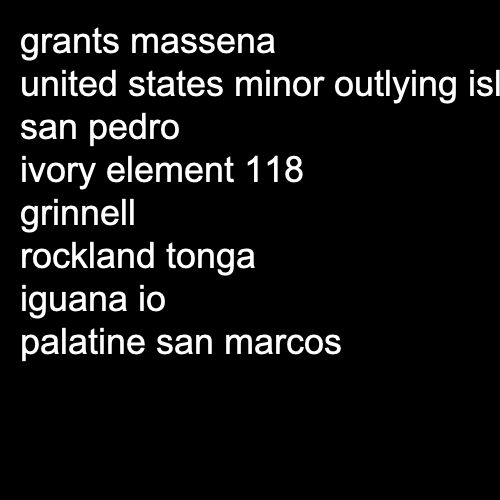 grants massena
united states minor outlying isl
san pedro
ivory element 118
grinnell
rockland tonga
iguana io
palatine san marcos